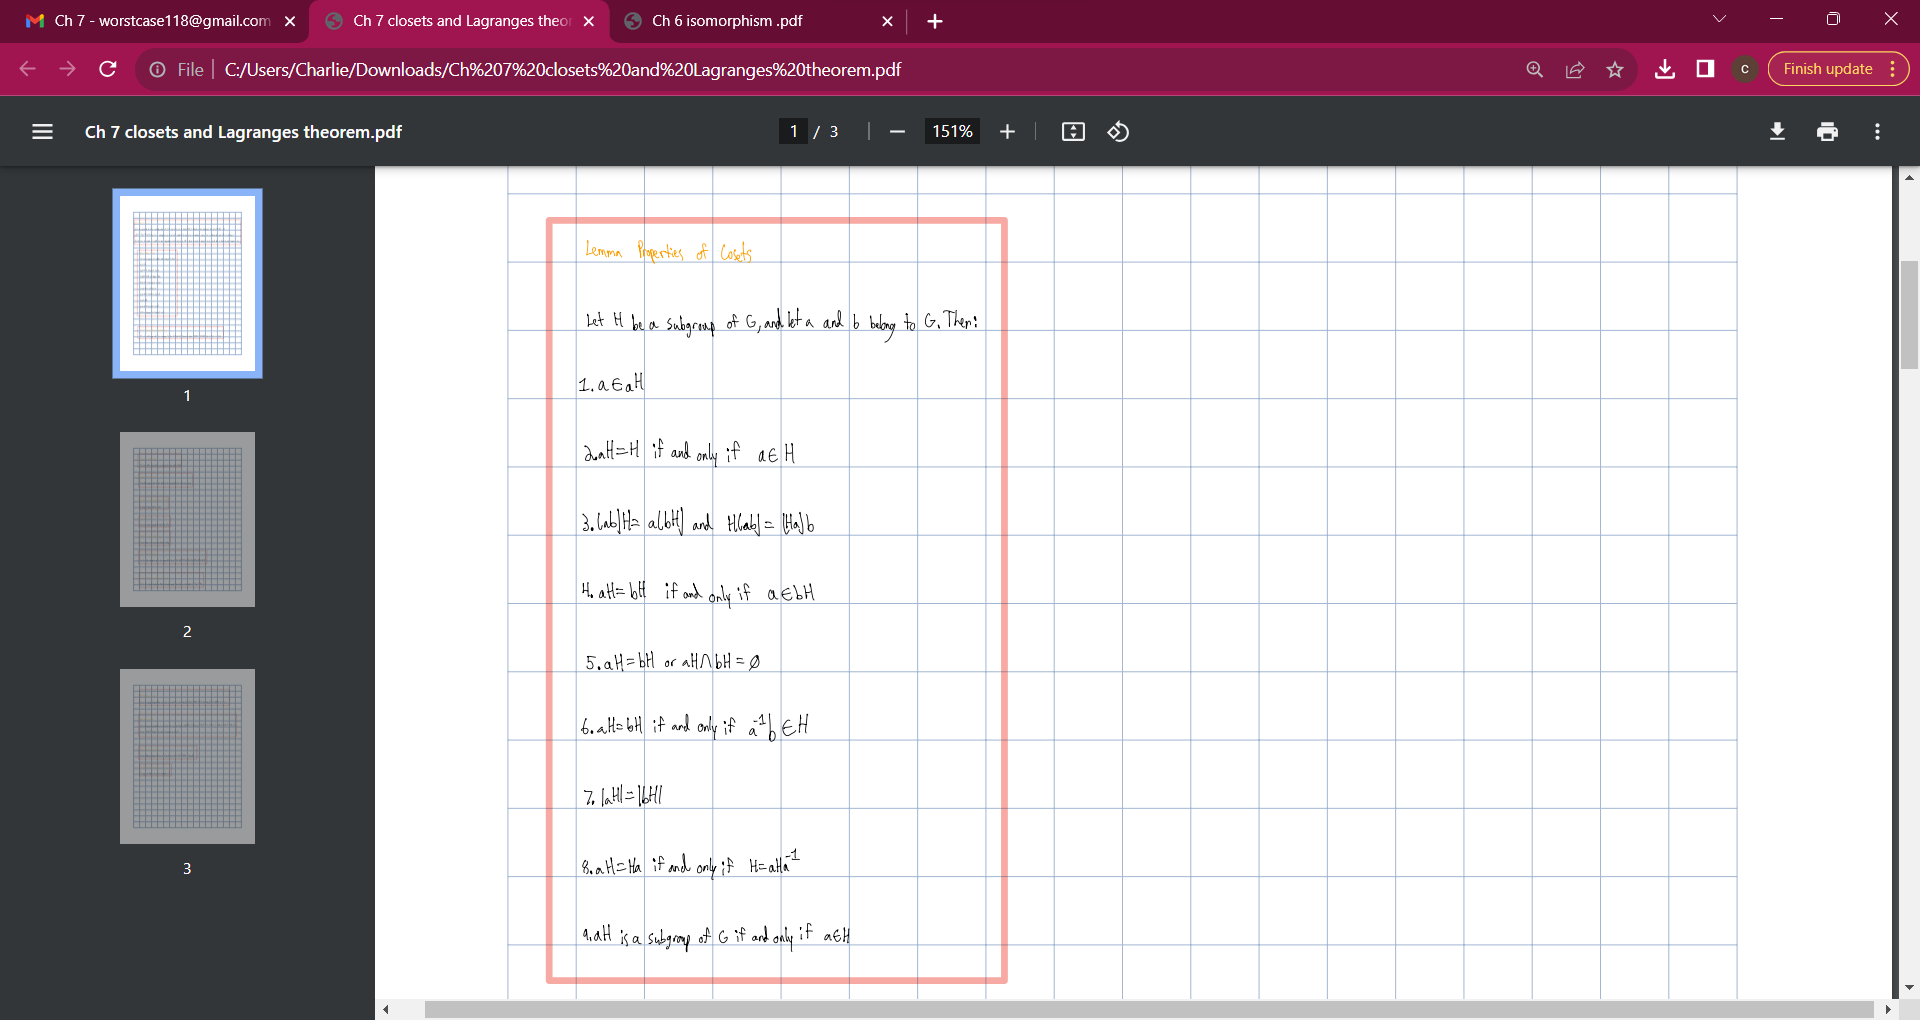 Ch 7 - worstcase118@gmail.com
Ch 7 closets and Lagranges theor
Ch 6 isomorphism .pdf
File
C:/Users/Charlie/Downloads/Ch%207%20closets%20and%20Lagranges%20theorem.pdf
C
Finish update
Ch 7 closets and Lagranges theorem.pdf
1 / 3
151%
1
2
3
Lemma Properties of Cosets
Let H be a subgroup of G, and let a and b belong to G. Then:
1. a∈aH
2. aH=H if and only if a∈H
3. (ab)H= a(bH) and H(ab)= (Ha)b
4. aH=bH if and only if a∈bH
5. aH=bH or aH∩bH=∅
6. aH=bH if and only if a⁻¹b∈H
7. |aH|=|bH|
8. aH=Ha if and only if H=aHa⁻¹
9. aH is a subgroup of G if and only if a∈H